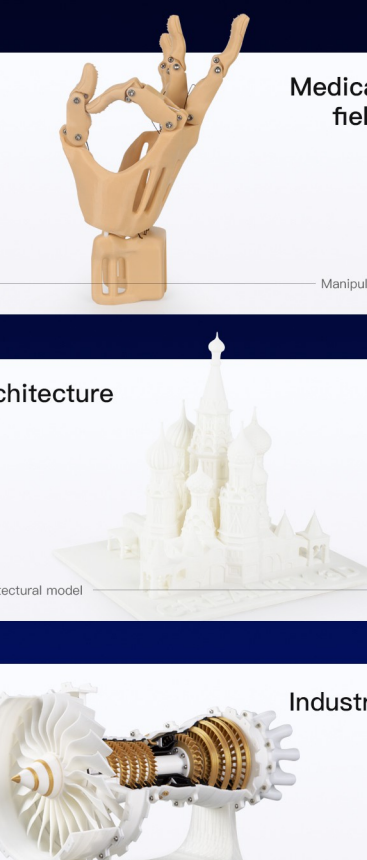 Medica
fiel
Manipul
chitecture
tectural model
Industr